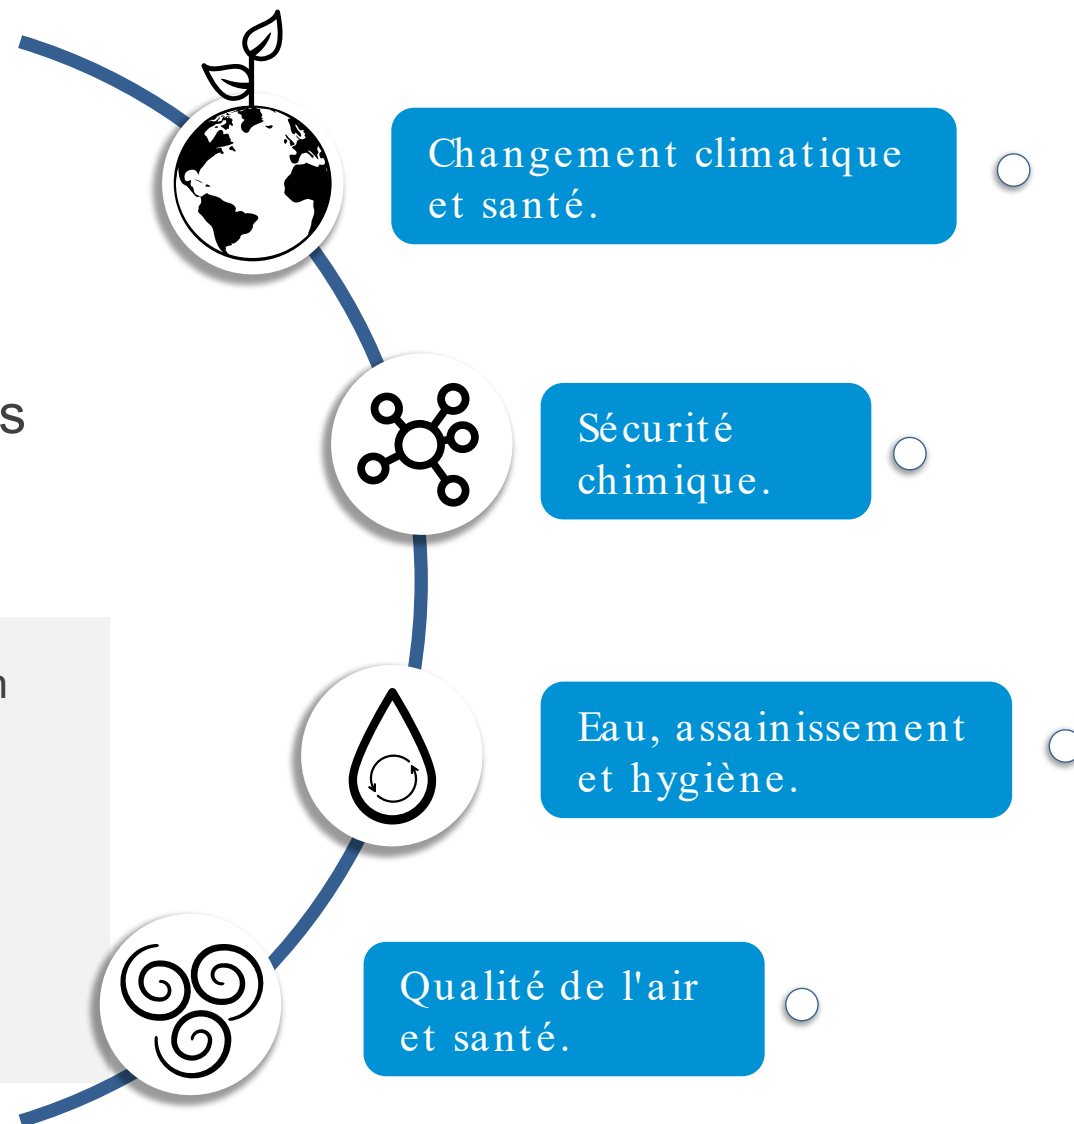 Changement climatique
et santé.
s
Sécurité
chimique.
Eau, assainissement
et hygiène.
Qualité de l'air
et santé.